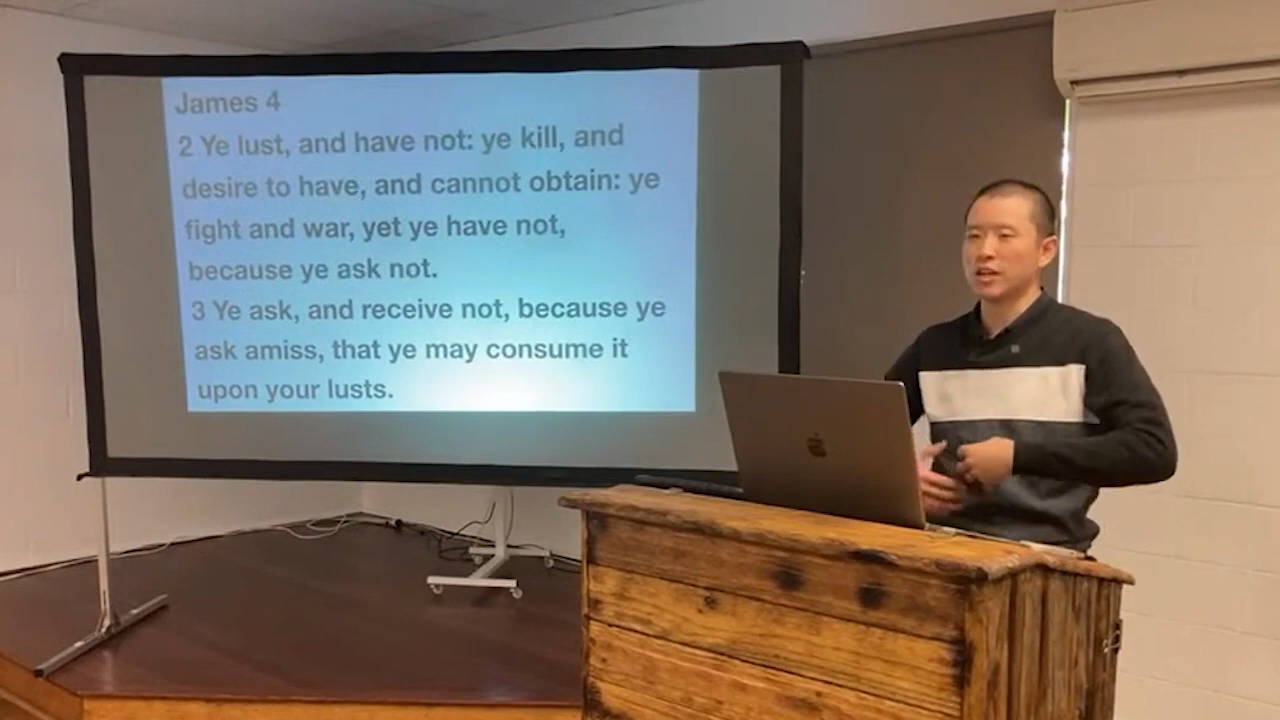 James 4
2 Ye lust, and have not: ye kill, and
desire to have, and cannot obtain: ye
fight and war, yet ye have not,
because ye ask not.
3 Ye ask, and receive not, because ye
ask amiss, that ye may consume it
upon your lusts.